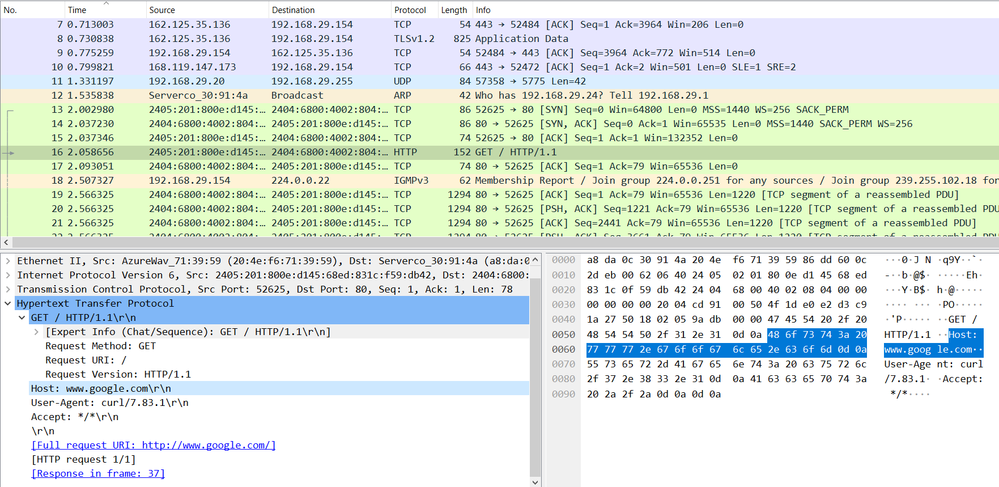 No. Time Source Destination Protocol Length Info
7 0.713003 162.125.35.136 192.168.29.154 TCP 54 443 → 52484 [ACK] Seq=1 Ack=3964 Win=206 Len=0
8 0.730838 162.125.35.136 192.168.29.154 TLSv1.2 825 Application Data
9 0.775259 192.168.29.154 162.125.35.136 TCP 54 52484 → 443 [ACK] Seq=3964 Ack=772 Win=514 Len=0
10 0.799821 168.119.147.173 192.168.29.154 TCP 66 443 → 52472 [ACK] Seq=1 Ack=2 Win=501 Len=0 SLE=1 SRE=2
11 1.331197 192.168.29.20 192.168.29.255 UDP 84 57358 → 5775 Len=42
12 1.535838 Serverco_30:91:4a Broadcast ARP 42 Who has 192.168.29.24? Tell 192.168.29.1
13 2.002980 2405:201:800e:d145:… 2404:6800:4002:804:… TCP 86 52625 → 80 [SYN] Seq=0 Win=64800 Len=0 MSS=1440 WS=256 SACK_PERM
14 2.037230 2404:6800:4002:804:… 2405:201:800e:d145:… TCP 86 80 → 52625 [SYN, ACK] Seq=0 Ack=1 Win=65535 Len=0 MSS=1440 SACK_PERM WS=256
15 2.037346 2405:201:800e:d145:… 2404:6800:4002:804:… TCP 74 52625 → 80 [ACK] Seq=1 Ack=1 Win=132352 Len=0
16 2.058656 2405:201:800e:d145:… 2404:6800:4002:804:… HTTP 152 GET / HTTP/1.1
17 2.093051 2404:6800:4002:804:… 2405:201:800e:d145:… TCP 74 80 → 52625 [ACK] Seq=1 Ack=79 Win=65536 Len=0
18 2.507327 192.168.29.154 224.0.0.22 IGMPv3 62 Membership Report / Join group 224.0.0.251 for any sources / Join group 239.255.102.18 for
19 2.566325 2404:6800:4002:804:… 2405:201:800e:d145:… TCP 1294 80 → 52625 [ACK] Seq=1 Ack=79 Win=65536 Len=1220 [TCP segment of a reassembled PDU]
20 2.566325 2404:6800:4002:804:… 2405:201:800e:d145:… TCP 1294 80 → 52625 [PSH, ACK] Seq=1221 Ack=79 Win=65536 Len=1220 [TCP segment of a reassembled PDU
21 2.566325 2404:6800:4002:804:… 2405:201:800e:d145:… TCP 1294 80 → 52625 [ACK] Seq=2441 Ack=79 Win=65536 Len=1220 [TCP segment of a reassembled PDU]
22 2.566325 2404:6800:4002:804:… 2405:201:800e:d145:… TCP 1294 80 → 52625 [PSH, ACK] Seq=3661 Ack=79 Win=65536 Len=1220 [TCP segment of a reassembled PDU
Ethernet II, Src: AzureWav_71:39:59 (20:4e:f6:71:39:59), Dst: Serverco_30:91:4a (a8:da:0
Internet Protocol Version 6, Src: 2405:201:800e:d145:68ed:831c:f59:db42, Dst: 2404:6800:
Transmission Control Protocol, Src Port: 52625, Dst Port: 80, Seq: 1, Ack: 1, Len: 78
Hypertext Transfer Protocol
GET / HTTP/1.1\r\n
[Expert Info (Chat/Sequence): GET / HTTP/1.1\r\n]
Request Method: GET
Request URI: /
Request Version: HTTP/1.1
Host: www.google.com\r\n
User-Agent: curl/7.83.1\r\n
Accept: */*\r\n
\r\n
[Full request URI: http://www.google.com/]
[HTTP request 1/1]
[Response in frame: 37]
0000 a8 da 0c 30 91 4a 20 4e f6 71 39 59 86 dd 60 0c ···0·J N ·q9Y··`·
0010 2d eb 00 62 06 40 24 05 02 01 80 0e d1 45 68 ed -··b·@$· ·····Eh·
0020 83 1c 0f 59 db 42 24 04 68 00 40 02 08 04 00 00 ···Y·B$· h·@·····
0030 00 00 00 00 20 04 cd 91 00 50 4f 1d e0 e2 d3 c9 ···· ··· ·PO·····
0040 1a 27 50 18 02 05 9a db 00 00 47 45 54 20 2f 20 ·'P····· ··GET /
0050 48 54 54 50 2f 31 2e 31 0d 0a 48 6f 73 74 3a 20 HTTP/1.1 ··Host:
0060 77 77 77 2e 67 6f 6f 67 6c 65 2e 63 6f 6d 0d 0a www.goog le.com··
0070 55 73 65 72 2d 41 67 65 6e 74 3a 20 63 75 72 6c User-Age nt: curl
0080 2f 37 2e 38 33 2e 31 0d 0a 41 63 63 65 70 74 3a /7.83.1· ·Accept:
0090 20 2a 2f 2a 0d 0a 0d 0a */*····